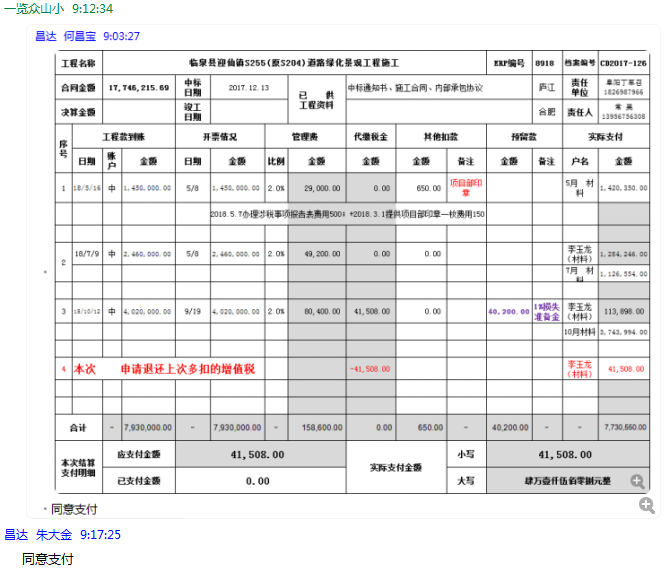 一览众山小 9:12:34
昌达 何昌宝 9:03:27
工程名称 临泉县迎仙镇S255(原S204)道路绿化景观工程施工 ERP编号 8918 档案编号 CD2017-126
合同金额 17,746,215.69 中标日期 2017.12.13 已 供 工程资料 中标通知书、施工合同、内部承包协议 庐江 责任单位
决算金额 竣工日期 合肥 责任人
序号 工程款到账 开票情况 管理费 代缴税金 其他扣款 预留款 实际支付
日期 账户 金额 日期 金额 比例 金额 金额 金额 备注 金额 备注 户名 金额
1 18/5/16 中 1,450,000.00 5/8 1,450,000.00 2.0% 29,000.00 0.00 650.00 项目部印章 5月 材料 1,420,350.00
2018.5.7办理涉税事项报告表费用500；+2018.3.1提供项目部印章一枚费用150
2 18/7/9 中 2,460,000.00 5/8 2,460,000.00 2.0% 49,200.00 0.00 0.00 李玉龙（材料） 1,284,246.00
7月 材料 1,126,554.00
3 18/10/12 中 4,020,000.00 9/19 4,020,000.00 2.0% 80,400.00 41,508.00 0.00 40,200.00 1%损失准备金 李玉龙（材料） 113,898.00
10月材料 3,743,994.00
4 本次 申请退还上次多扣的增值税 -41,508.00 李玉龙（材料） 41,508.00
合计 - 7,930,000.00 - 7,930,000.00 - 158,600.00 0.00 650.00 - 40,200.00 - - 7,730,550.00
本次结算支付明细 应支付金额 41,508.00 实际支付金额 小写 41,508.00
已支付金额 0.00 大写 肆万壹仟伍佰零捌元整
同意支付
昌达 朱大金 9:17:25
同意支付